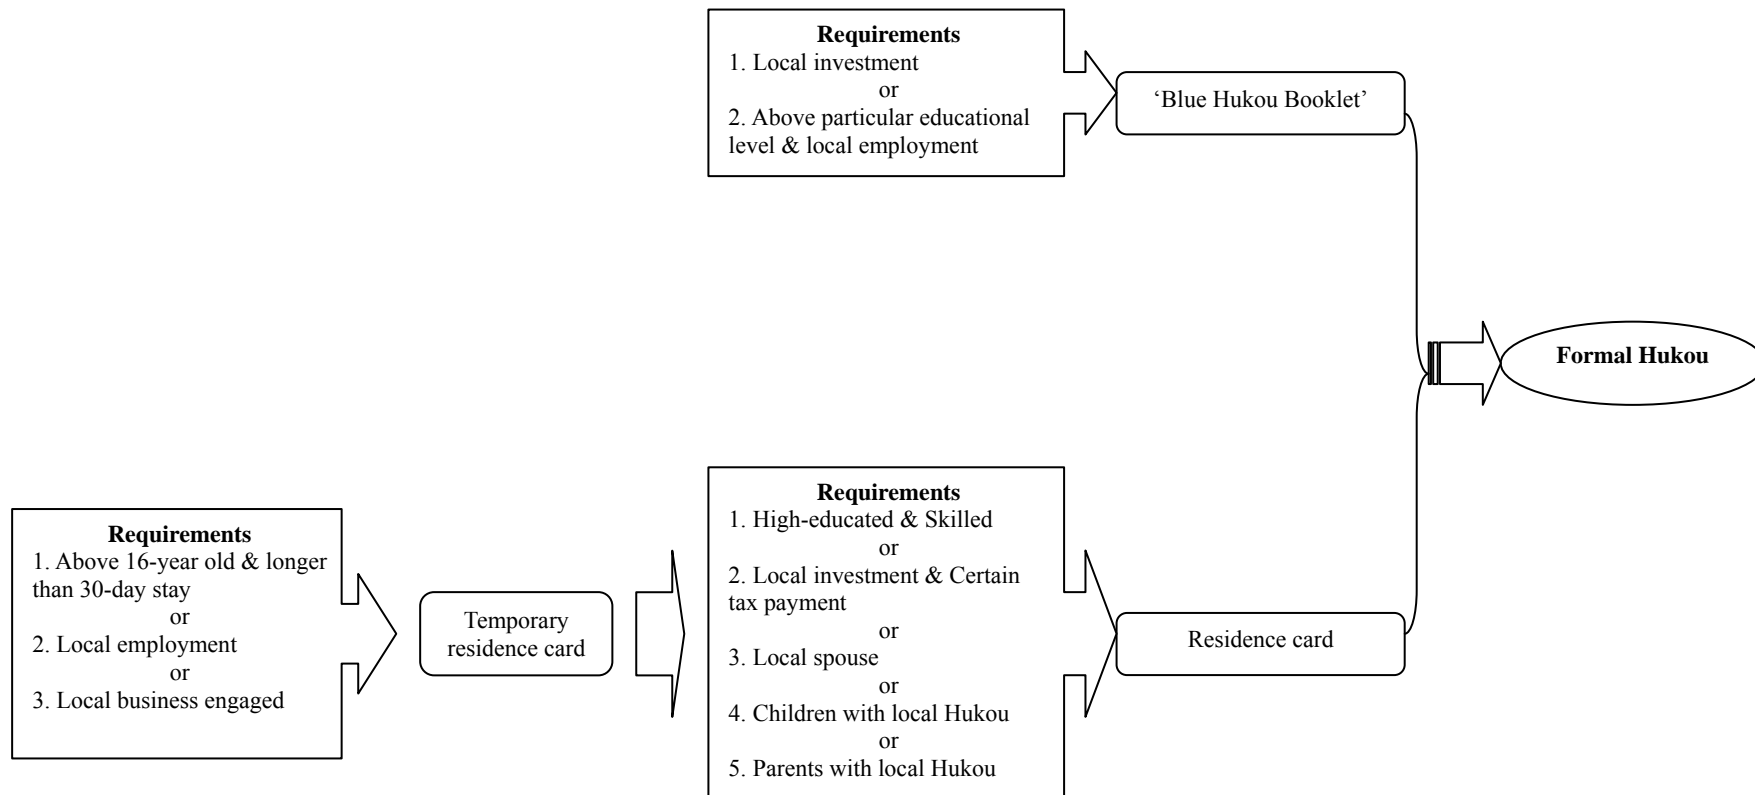 Requirements
1. Local investment
or
2. Above particular educational
level & local employment
‘Blue Hukou Booklet’
Formal Hukou
Requirements
1. Above 16-year old & longer
than 30-day stay
or
2. Local employment
or
3. Local business engaged
Temporary
residence card
Requirements
1. High-educated & Skilled
or
2. Local investment & Certain
tax payment
or
3. Local spouse
or
4. Children with local Hukou
or
5. Parents with local Hukou
Residence card